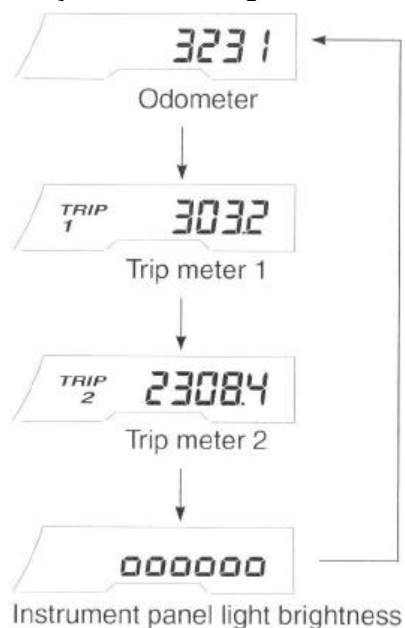 3231
Odometer
TRIP
1
303.2
Trip meter 1
TRIP
2
2308.4
Trip meter 2
oooooo
Instrument panel light brightness